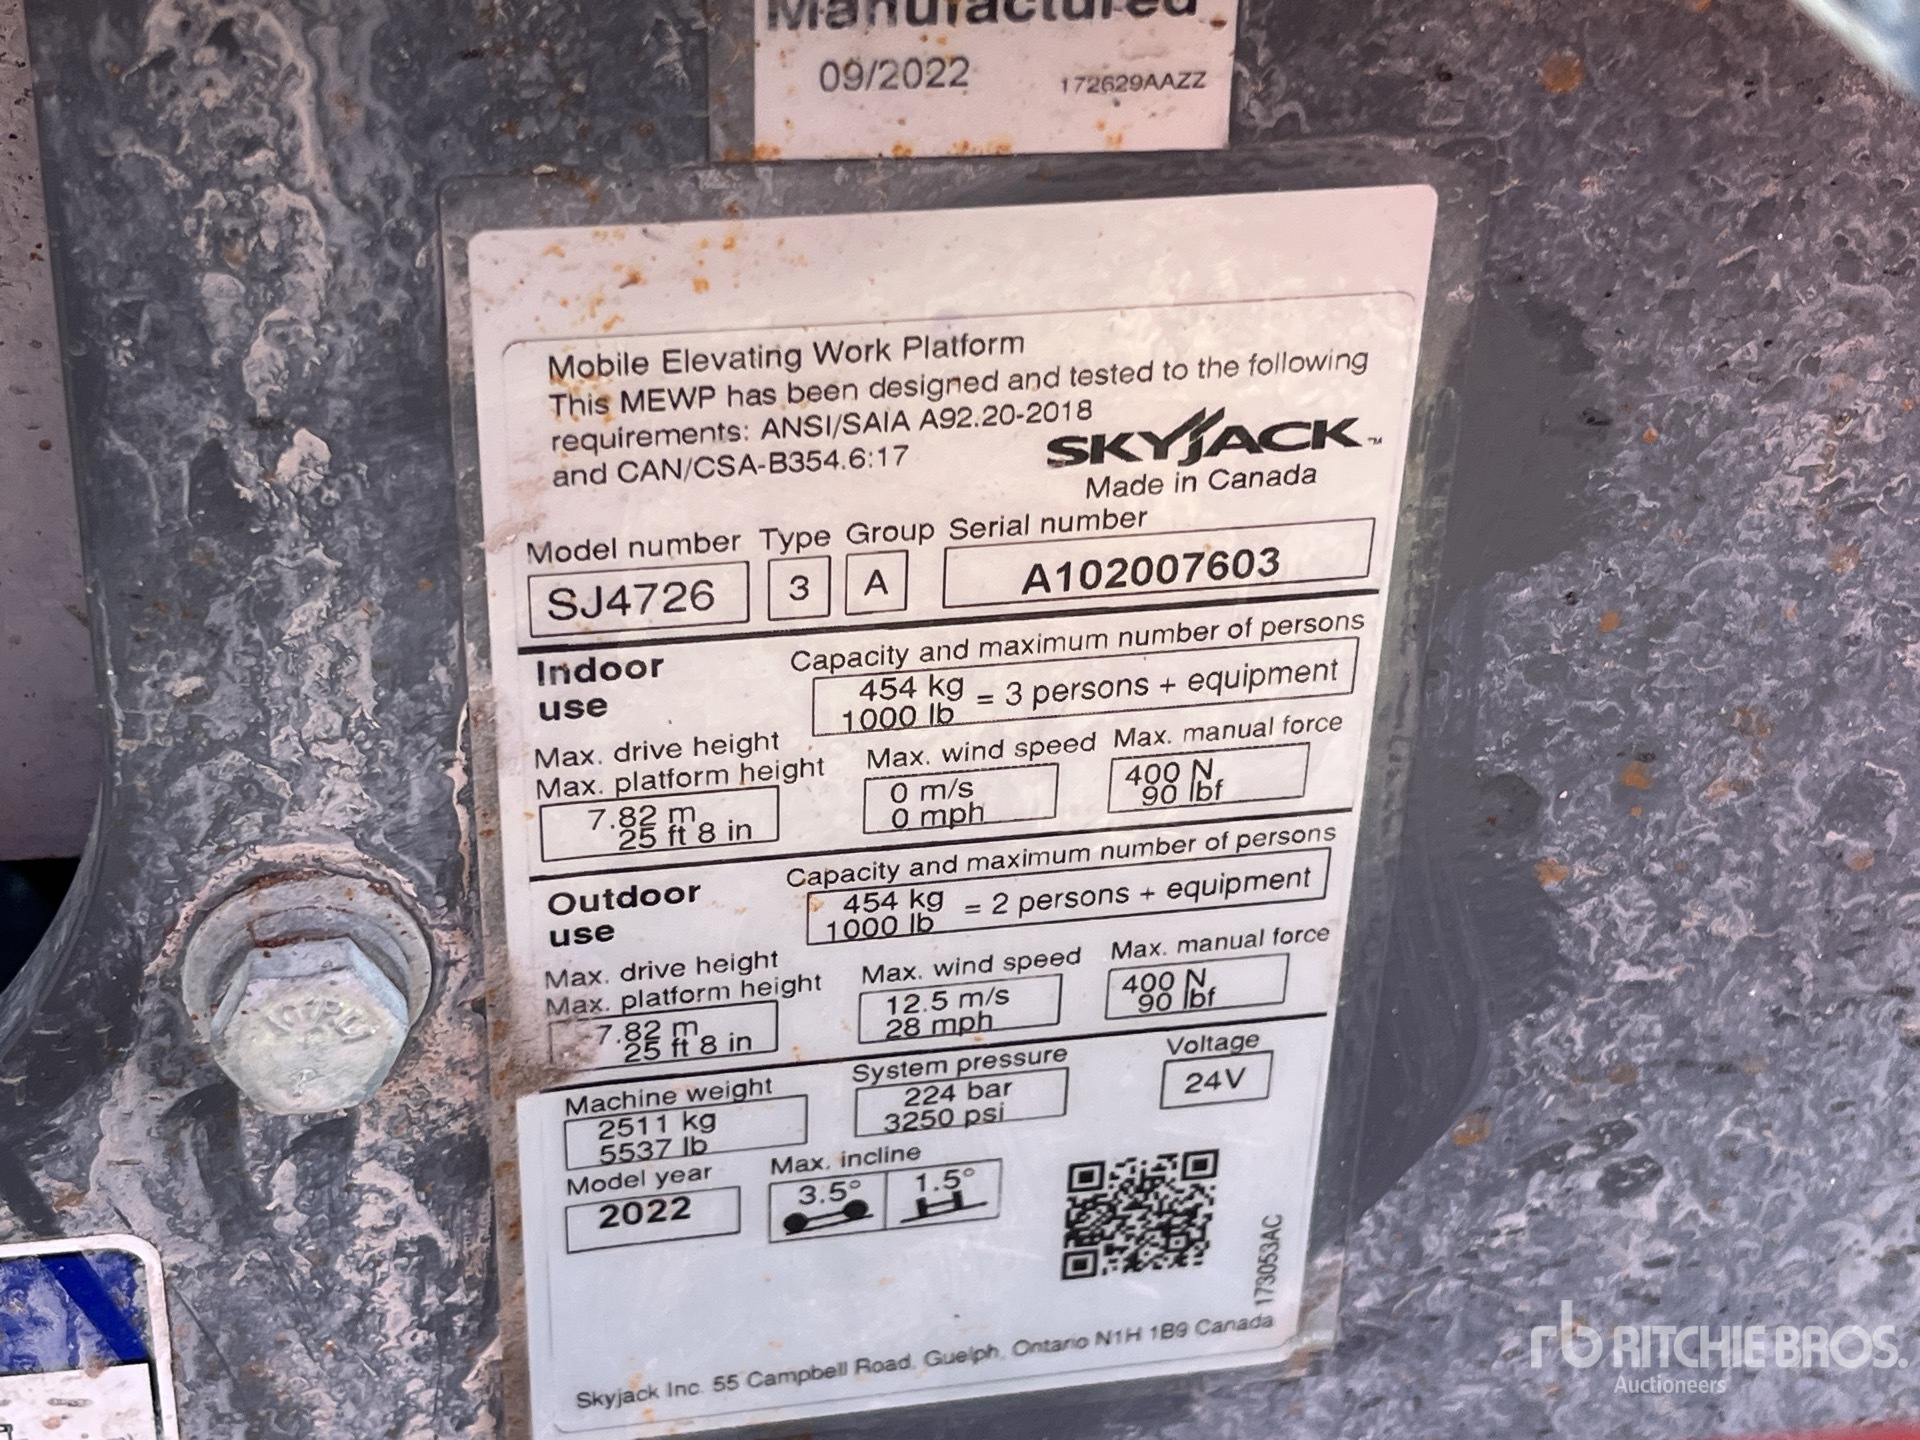 Manufactured
09/2022 172629AAZZ
Mobile Elevating Work Platform
This MEWP has been designed and tested to the following
requirements: ANSI/SAIA A92.20-2018
and CAN/CSA-B354.6:17
SKYJACK™
Made in Canada
Model number Type Group Serial number
SJ4726 3 A A102007603
Indoor use
Capacity and maximum number of persons
454 kg
1000 lb = 3 persons + equipment
Max. drive height
Max. platform height
7.82 m
25 ft 8 in
Max. wind speed
0 m/s
0 mph
Max. manual force
400 N
90 lbf
Outdoor use
Capacity and maximum number of persons
454 kg
1000 lb = 2 persons + equipment
Max. drive height
Max. platform height
7.82 m
25 ft 8 in
Max. wind speed
12.5 m/s
28 mph
Max. manual force
400 N
90 lbf
Machine weight
2511 kg
5537 lb
System pressure
224 bar
3250 psi
Voltage
24V
Model year
2022
Max. incline
3.5° 1.5°
173053AC
Skyjack Inc. 55 Campbell Road, Guelph, Ontario N1H 1B9 Canada
rb RITCHIE BROS.
Auctioneers